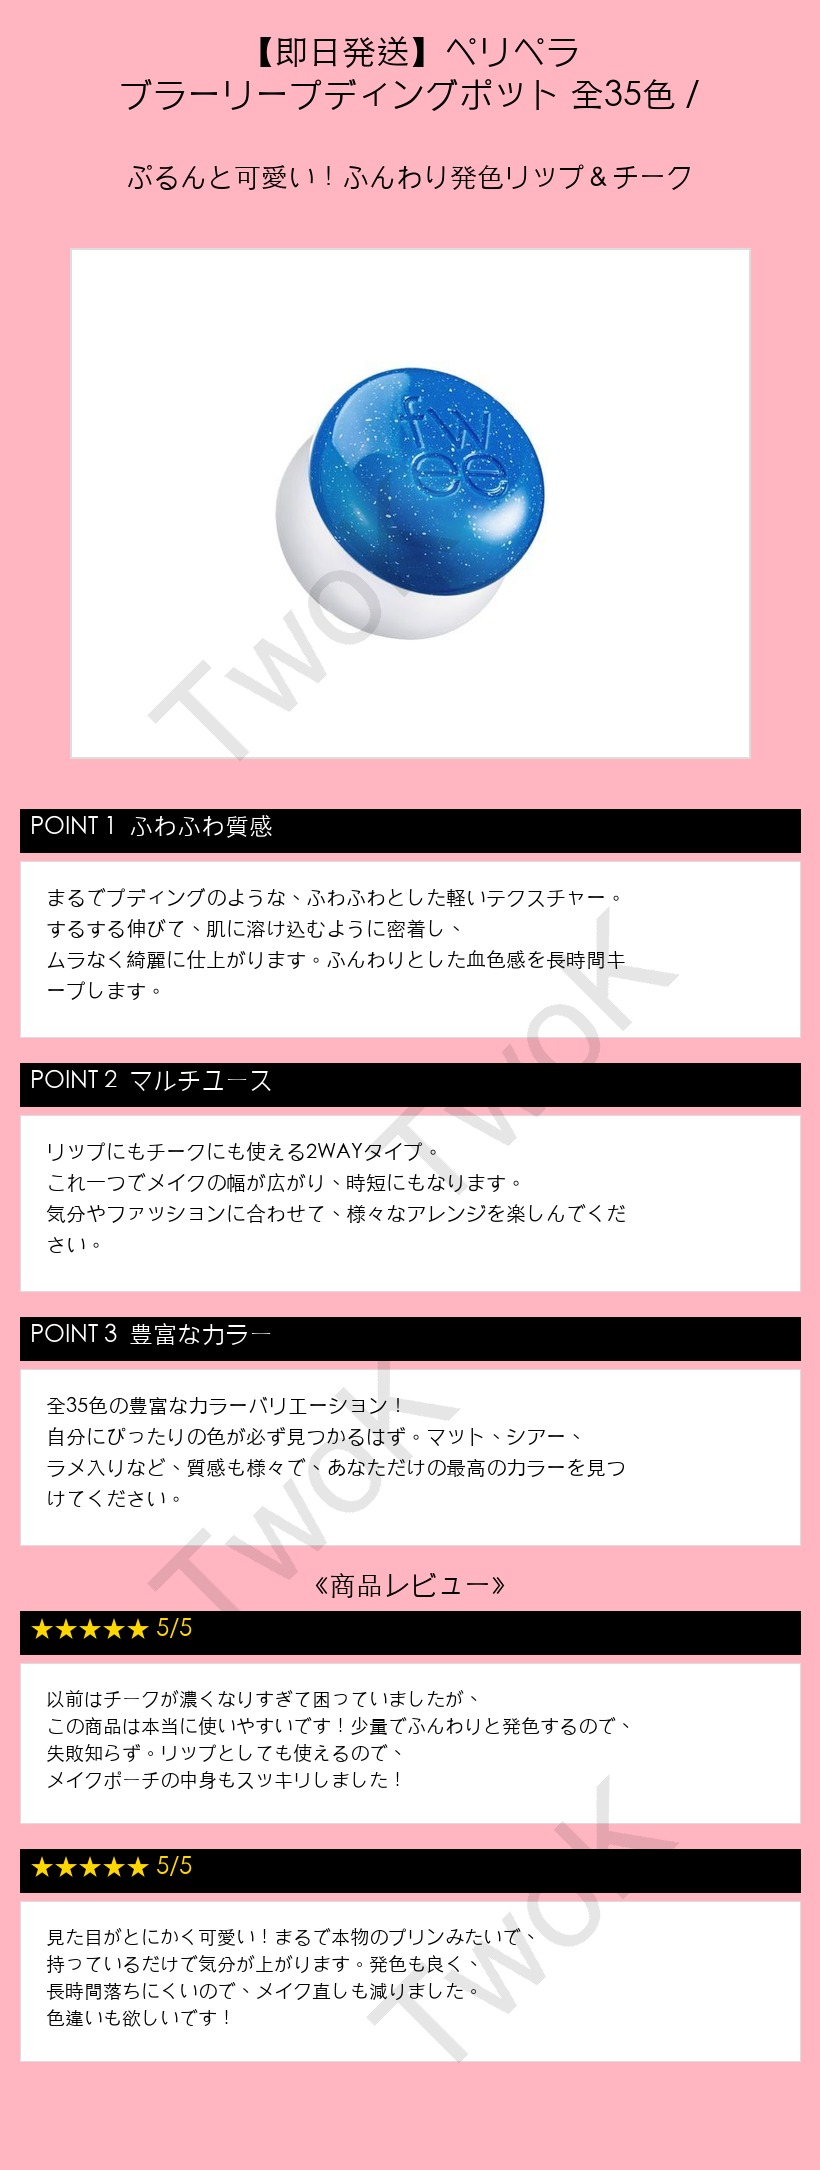 【即日発送】ペリペラ
ブラーリープディングポット 全35色 /
ぷるんと可愛い！ふんわり発色リップ＆チーク
fw
ee
TwoK
POINT 1 ふわふわ質感
まるでプディングのような、ふわふわとした軽いテクスチャー。
するする伸びて、肌に溶け込むように密着し、
ムラなく綺麗に仕上がります。ふんわりとした血色感を長時間キ
ープします。
TwoK
POINT 2 マルチユース
リップにもチークにも使える2WAYタイプ。
これ一つでメイクの幅が広がり、時短にもなります。
気分やファッションに合わせて、様々なアレンジを楽しんでくだ
さい。
POINT 3 豊富なカラー
全35色の豊富なカラーバリエーション！
自分にぴったりの色が必ず見つかるはず。マット、シアー、
ラメ入りなど、質感も様々で、あなただけの最高のカラーを見つ
けてください。
TwoK
《商品レビュー》
★★★★★ 5/5
以前はチークが濃くなりすぎて困っていましたが、
この商品は本当に使いやすいです！少量でふんわりと発色するので、
失敗知らず。リップとしても使えるので、
メイクポーチの中身もスッキリしました！
★★★★★ 5/5
見た目がとにかく可愛い！まるで本物のプリンみたいで、
持っているだけで気分が上がります。発色も良く、
長時間落ちにくいので、メイク直しも減りました。
色違いも欲しいです！
TwoK